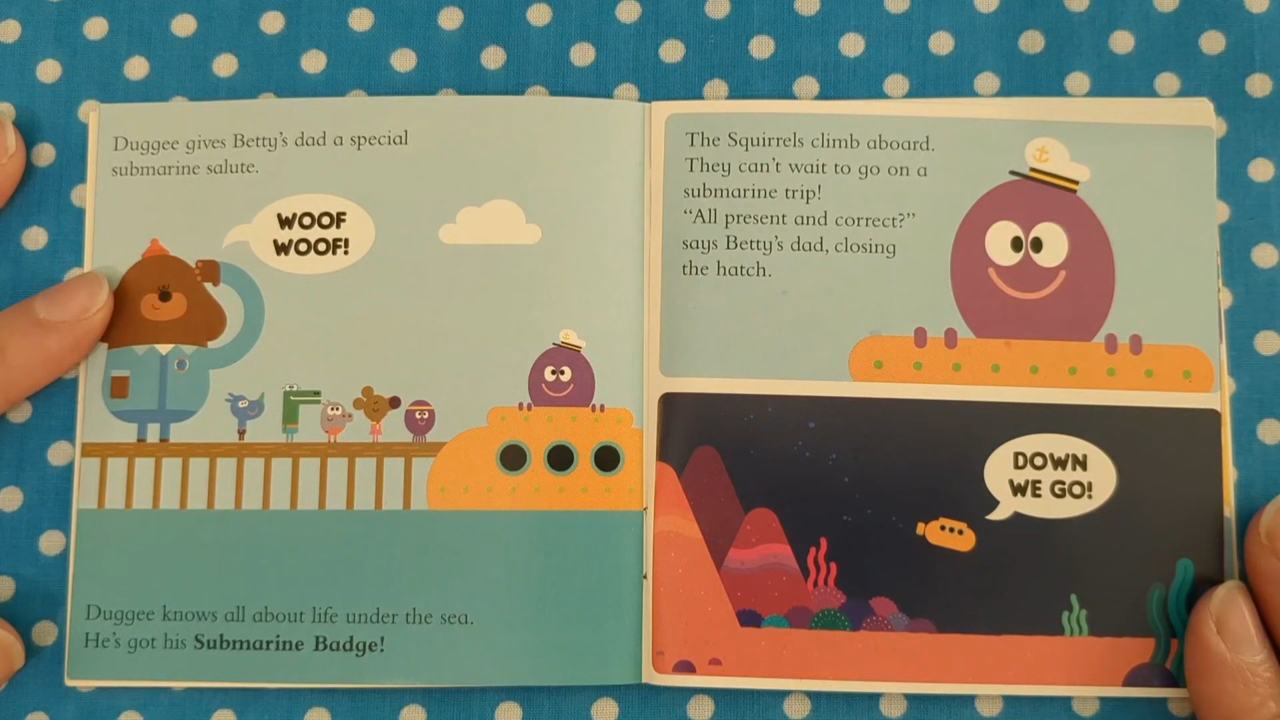 Duggee gives Betty's dad a special
submarine salute.
WOOF
WOOF!
Duggee knows all about life under the sea.
He's got his Submarine Badge!
The Squirrels climb aboard.
They can't wait to go on a
submarine trip!
“All present and correct?”
says Betty's dad, closing
the hatch.
DOWN
WE GO!